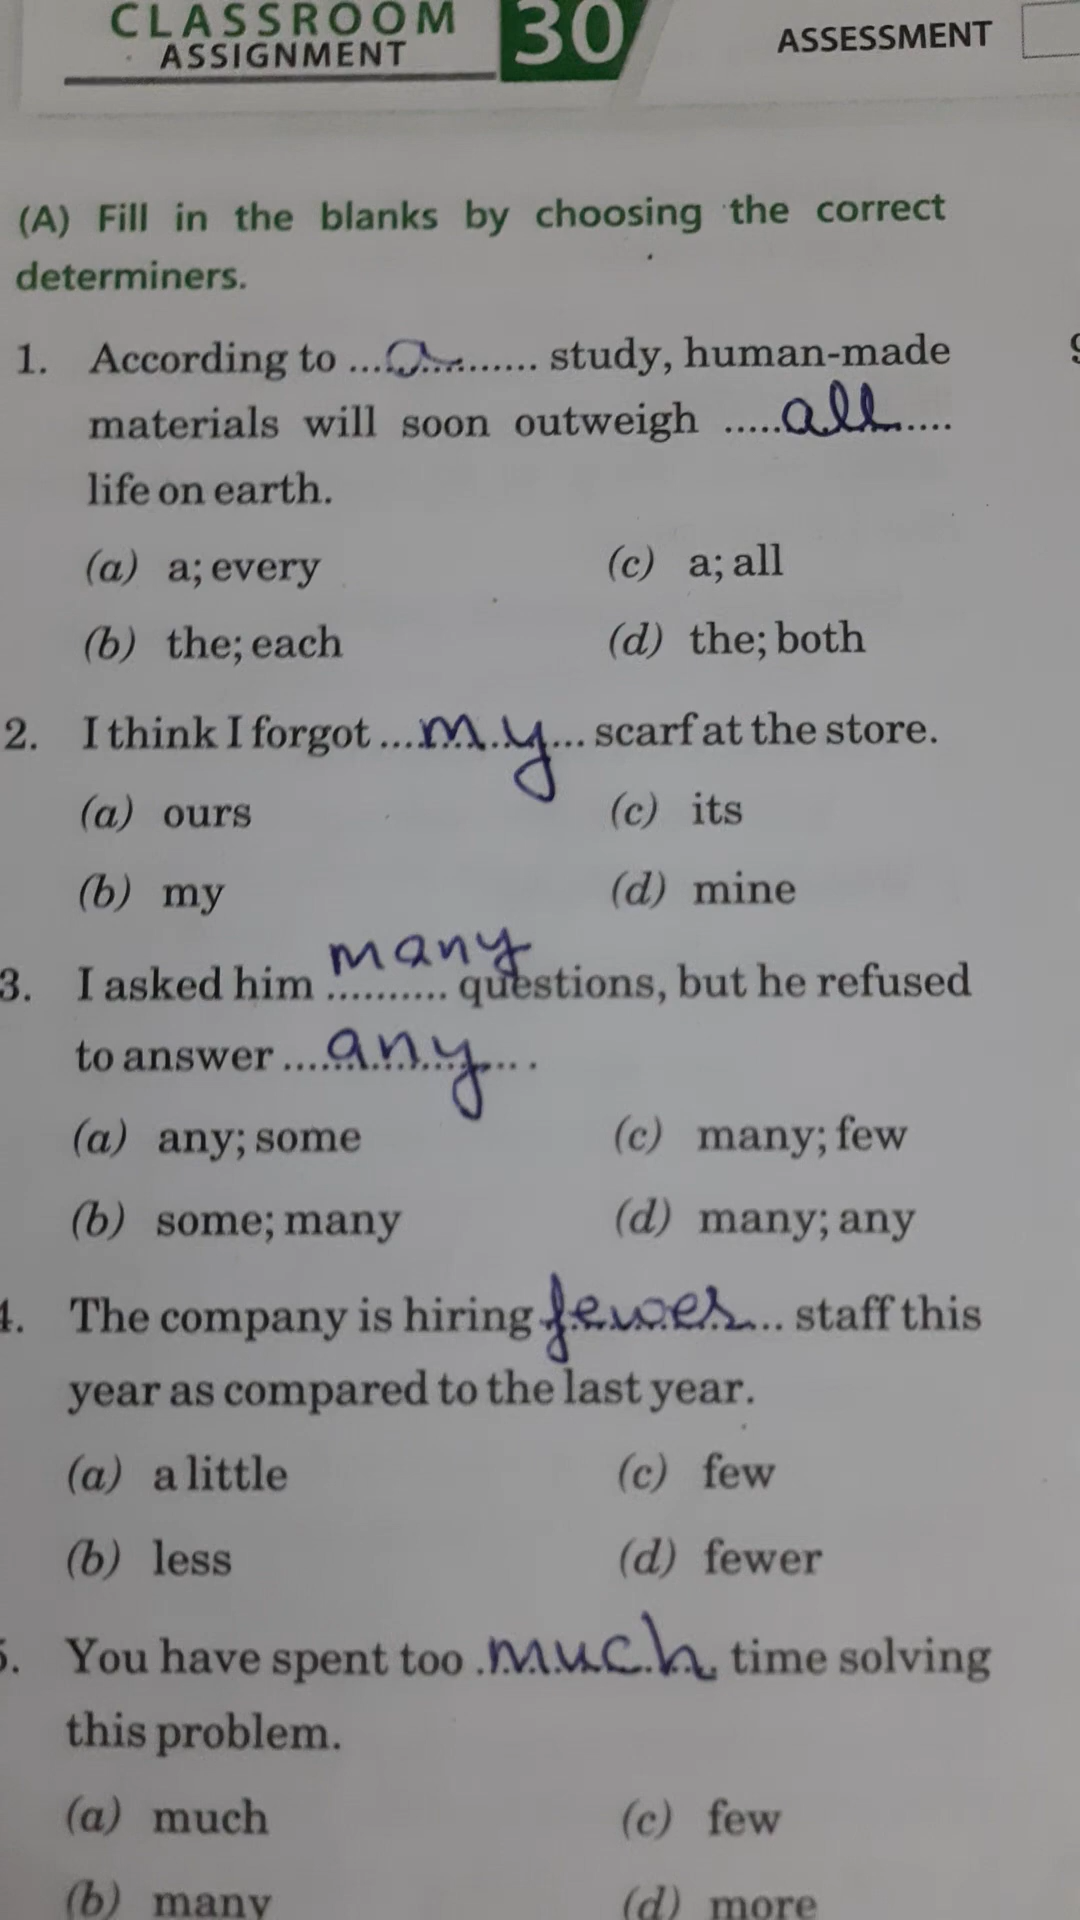 CLASSROOM
ASSIGNMENT
30
ASSESSMENT
(A) Fill in the blanks by choosing the correct
determiners.
1. According to ...a......... study, human-made
materials will soon outweigh .....all....
life on earth.
(a) a; every (c) a; all
(b) the; each (d) the; both
2. I think I forgot ...my... scarf at the store.
(a) ours (c) its
(b) my (d) mine
many
3. I asked him .......... questions, but he refused
to answer ...any... .
(a) any; some (c) many; few
(b) some; many (d) many; any
4. The company is hiring fewer... staff this
year as compared to the last year.
(a) a little (c) few
(b) less (d) fewer
5. You have spent too .much time solving
this problem.
(a) much (c) few
(b) many (d) more